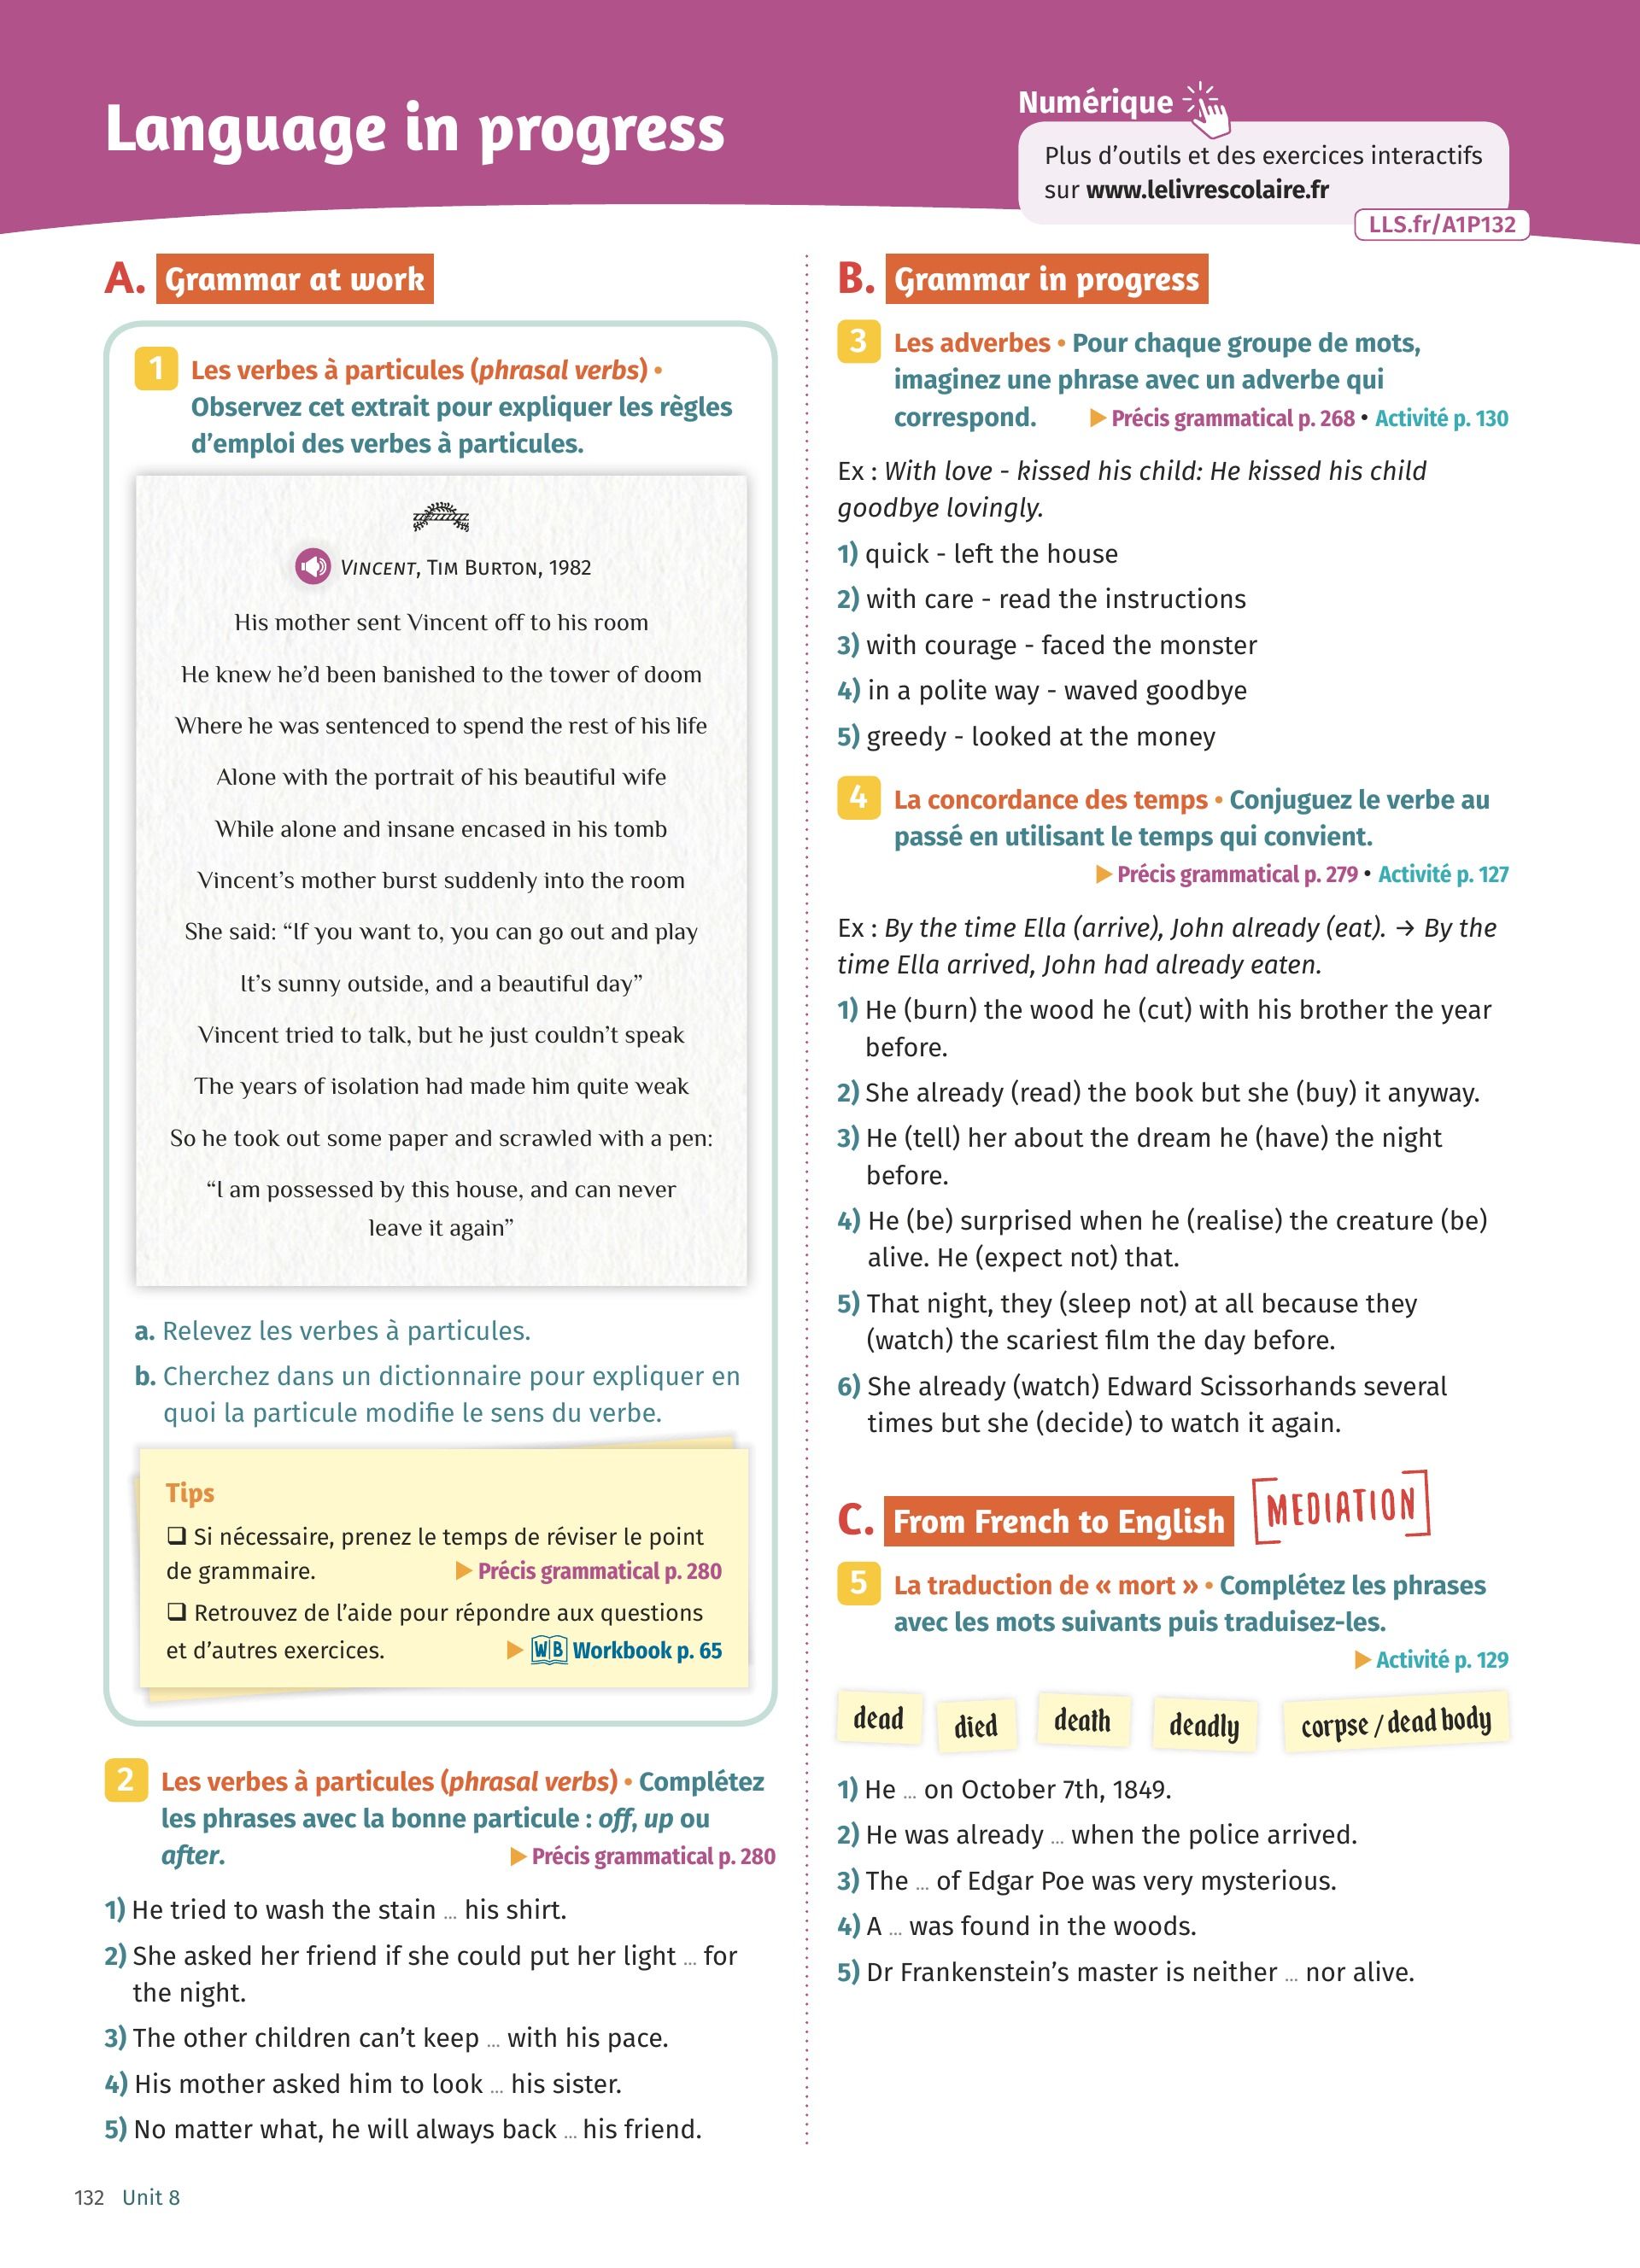 Language in progress
Numérique
Plus d’outils et des exercices interactifs
sur www.lelivrescolaire.fr
LLS.fr/A1P132
A. Grammar at work
1 Les verbes à particules (phrasal verbs) •
Observez cet extrait pour expliquer les règles
d’emploi des verbes à particules.
VINCENT, TIM BURTON, 1982
His mother sent Vincent off to his room
He knew he’d been banished to the tower of doom
Where he was sentenced to spend the rest of his life
Alone with the portrait of his beautiful wife
While alone and insane encased in his tomb
Vincent’s mother burst suddenly into the room
She said: “If you want to, you can go out and play
It’s sunny outside, and a beautiful day”
Vincent tried to talk, but he just couldn’t speak
The years of isolation had made him quite weak
So he took out some paper and scrawled with a pen:
“I am possessed by this house, and can never
leave it again”
a. Relevez les verbes à particules.
b. Cherchez dans un dictionnaire pour expliquer en
quoi la particule modifie le sens du verbe.
Tips
❑ Si nécessaire, prenez le temps de réviser le point
de grammaire. ▶ Précis grammatical p. 280
❑ Retrouvez de l’aide pour répondre aux questions
et d’autres exercices. ▶ WB Workbook p. 65
2 Les verbes à particules (phrasal verbs) • Complétez
les phrases avec la bonne particule : off, up ou
after. ▶ Précis grammatical p. 280
1) He tried to wash the stain ... his shirt.
2) She asked her friend if she could put her light ... for
the night.
3) The other children can’t keep ... with his pace.
4) His mother asked him to look ... his sister.
5) No matter what, he will always back ... his friend.
B. Grammar in progress
3 Les adverbes • Pour chaque groupe de mots,
imaginez une phrase avec un adverbe qui
correspond. ▶ Précis grammatical p. 268 • Activité p. 130
Ex : With love - kissed his child: He kissed his child
goodbye lovingly.
1) quick - left the house
2) with care - read the instructions
3) with courage - faced the monster
4) in a polite way - waved goodbye
5) greedy - looked at the money
4 La concordance des temps • Conjuguez le verbe au
passé en utilisant le temps qui convient.
▶ Précis grammatical p. 279 • Activité p. 127
Ex : By the time Ella (arrive), John already (eat). → By the
time Ella arrived, John had already eaten.
1) He (burn) the wood he (cut) with his brother the year
before.
2) She already (read) the book but she (buy) it anyway.
3) He (tell) her about the dream he (have) the night
before.
4) He (be) surprised when he (realise) the creature (be)
alive. He (expect not) that.
5) That night, they (sleep not) at all because they
(watch) the scariest film the day before.
6) She already (watch) Edward Scissorhands several
times but she (decide) to watch it again.
C. From French to English [MEDIATION]
5 La traduction de « mort » • Complétez les phrases
avec les mots suivants puis traduisez-les.
▶ Activité p. 129
dead died death deadly corpse / dead body
1) He ... on October 7th, 1849.
2) He was already ... when the police arrived.
3) The ... of Edgar Poe was very mysterious.
4) A ... was found in the woods.
5) Dr Frankenstein’s master is neither ... nor alive.
132 Unit 8